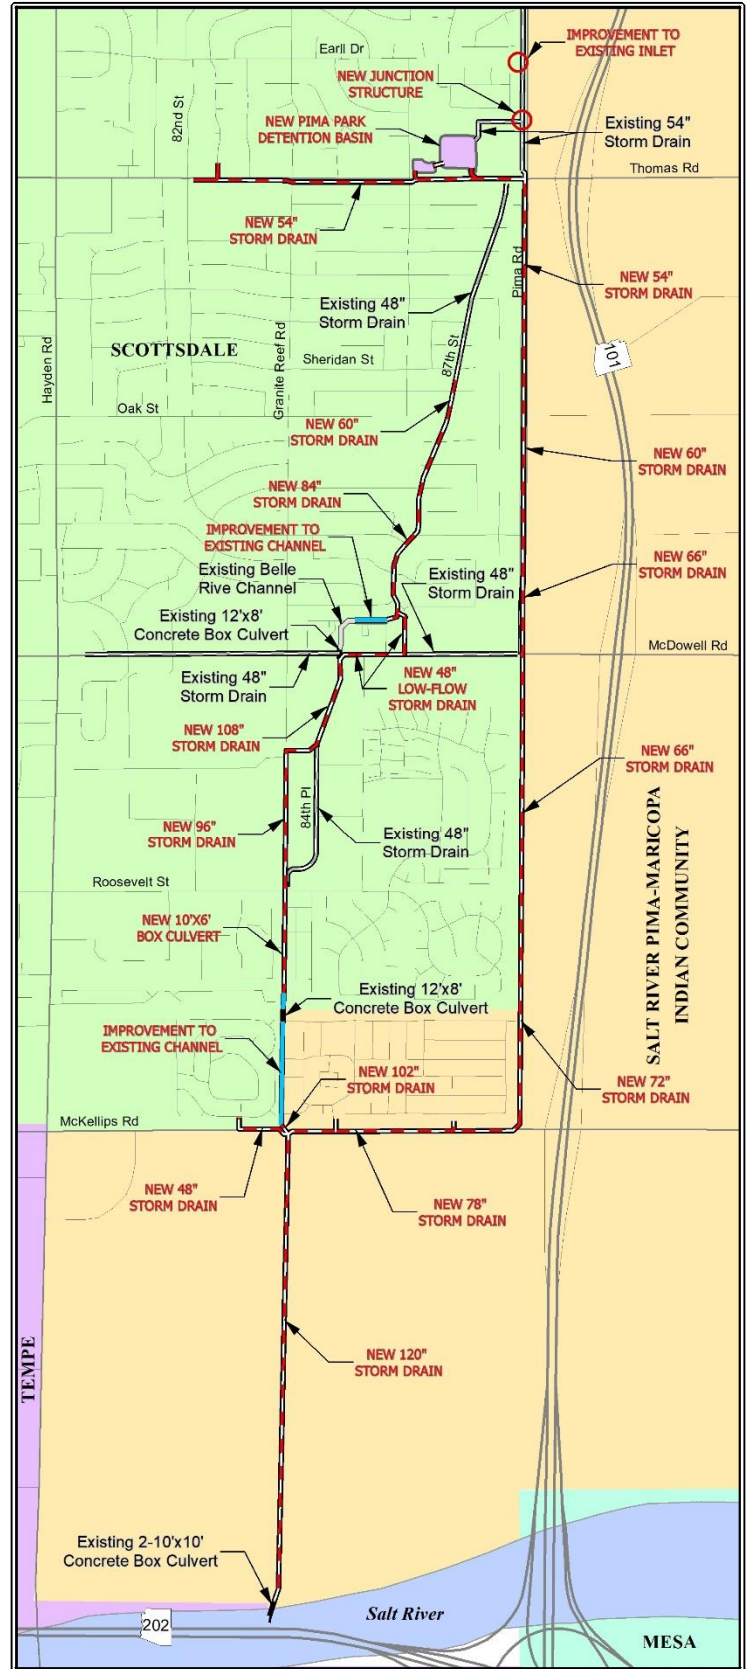 Earll Dr
IMPROVEMENT TO
EXISTING INLET
82nd St
NEW JUNCTION
STRUCTURE
NEW PIMA PARK
DETENTION BASIN
Existing 54"
Storm Drain
Thomas Rd
NEW 54"
STORM DRAIN
Pima Rd
NEW 54"
STORM DRAIN
Existing 48"
Storm Drain
Hayden Rd
SCOTTSDALE
Granite Reef Rd
Sheridan St
87th St
101
Oak St
NEW 60"
STORM DRAIN
NEW 60"
STORM DRAIN
NEW 84"
STORM DRAIN
IMPROVEMENT TO
EXISTING CHANNEL
NEW 66"
STORM DRAIN
Existing Belle
Rive Channel
Existing 48"
Storm Drain
Existing 12'x8'
Concrete Box Culvert
McDowell Rd
Existing 48"
Storm Drain
NEW 48"
LOW-FLOW
STORM DRAIN
NEW 108"
STORM DRAIN
NEW 66"
STORM DRAIN
84th Pl
NEW 96"
STORM DRAIN
Existing 48"
Storm Drain
SALT RIVER PIMA-MARICOPA
INDIAN COMMUNITY
Roosevelt St
NEW 10'X6'
BOX CULVERT
Existing 12'x8'
Concrete Box Culvert
IMPROVEMENT TO
EXISTING CHANNEL
NEW 102"
STORM DRAIN
NEW 72"
STORM DRAIN
McKellips Rd
NEW 48"
STORM DRAIN
NEW 78"
STORM DRAIN
TEMPE
NEW 120"
STORM DRAIN
Existing 2-10'x10'
Concrete Box Culvert
202
Salt River
MESA